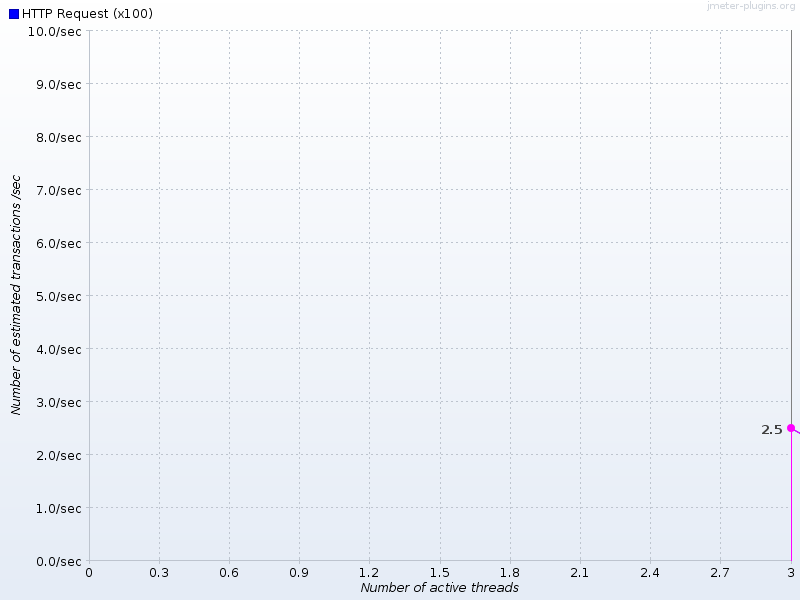 jmeter-plugins.org
HTTP Request (x100)
10.0/sec
9.0/sec
8.0/sec
7.0/sec
6.0/sec
5.0/sec
4.0/sec
3.0/sec
2.0/sec
1.0/sec
0.0/sec
Number of estimated transactions /sec
2.5
0 0.3 0.6 0.9 1.2 1.5 1.8 2.1 2.4 2.7 3
Number of active threads